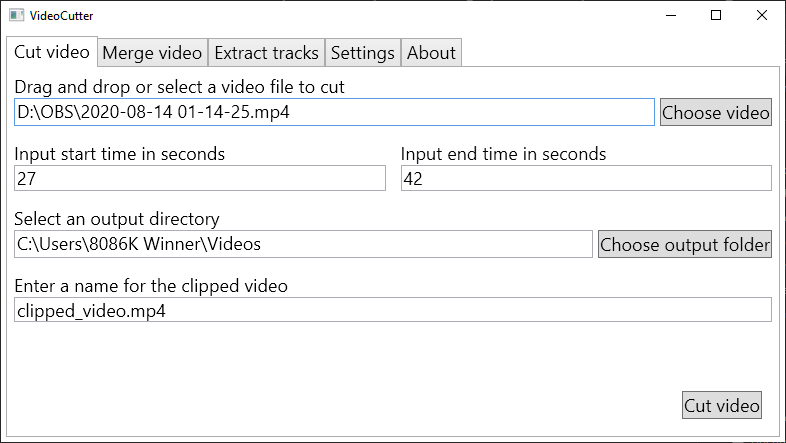 VideoCutter
Cut video Merge video Extract tracks Settings About
Drag and drop or select a video file to cut
D:\OBS\2020-08-14 01-14-25.mp4 Choose video
Input start time in seconds Input end time in seconds
27 42
Select an output directory
C:\Users\8086K Winner\Videos Choose output folder
Enter a name for the clipped video
clipped_video.mp4
Cut video